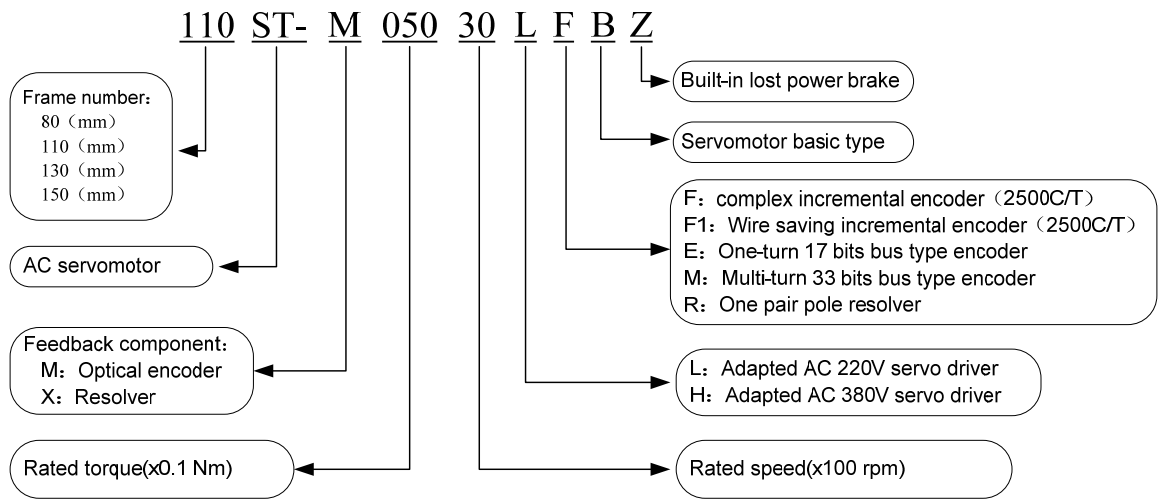 110 ST- M 050 30 L F B Z
Frame number：
80（mm）
110（mm）
130（mm）
150（mm）
AC servomotor
Feedback component：
M：Optical encoder
X：Resolver
Rated torque(x0.1 Nm)
Built-in lost power brake
Servomotor basic type
F：complex incremental encoder（2500C/T）
F1：Wire saving incremental encoder（2500C/T）
E：One-turn 17 bits bus type encoder
M：Multi-turn 33 bits bus type encoder
R：One pair pole resolver
L：Adapted AC 220V servo driver
H：Adapted AC 380V servo driver
Rated speed(x100 rpm)